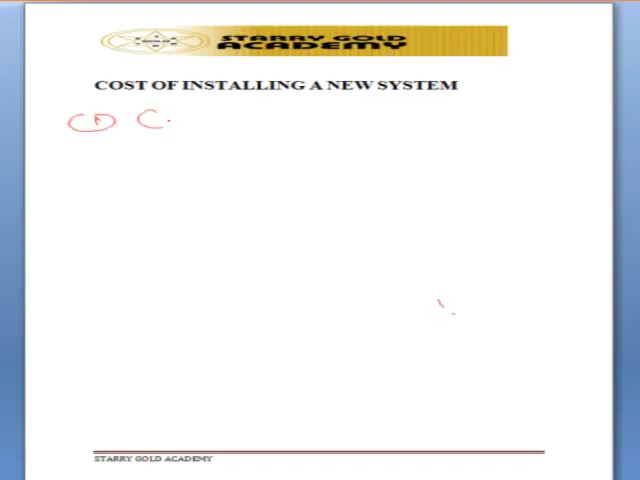 STARRY GOLD
ACADEMY
COST OF INSTALLING A NEW SYSTEM
STARRY GOLD ACADEMY